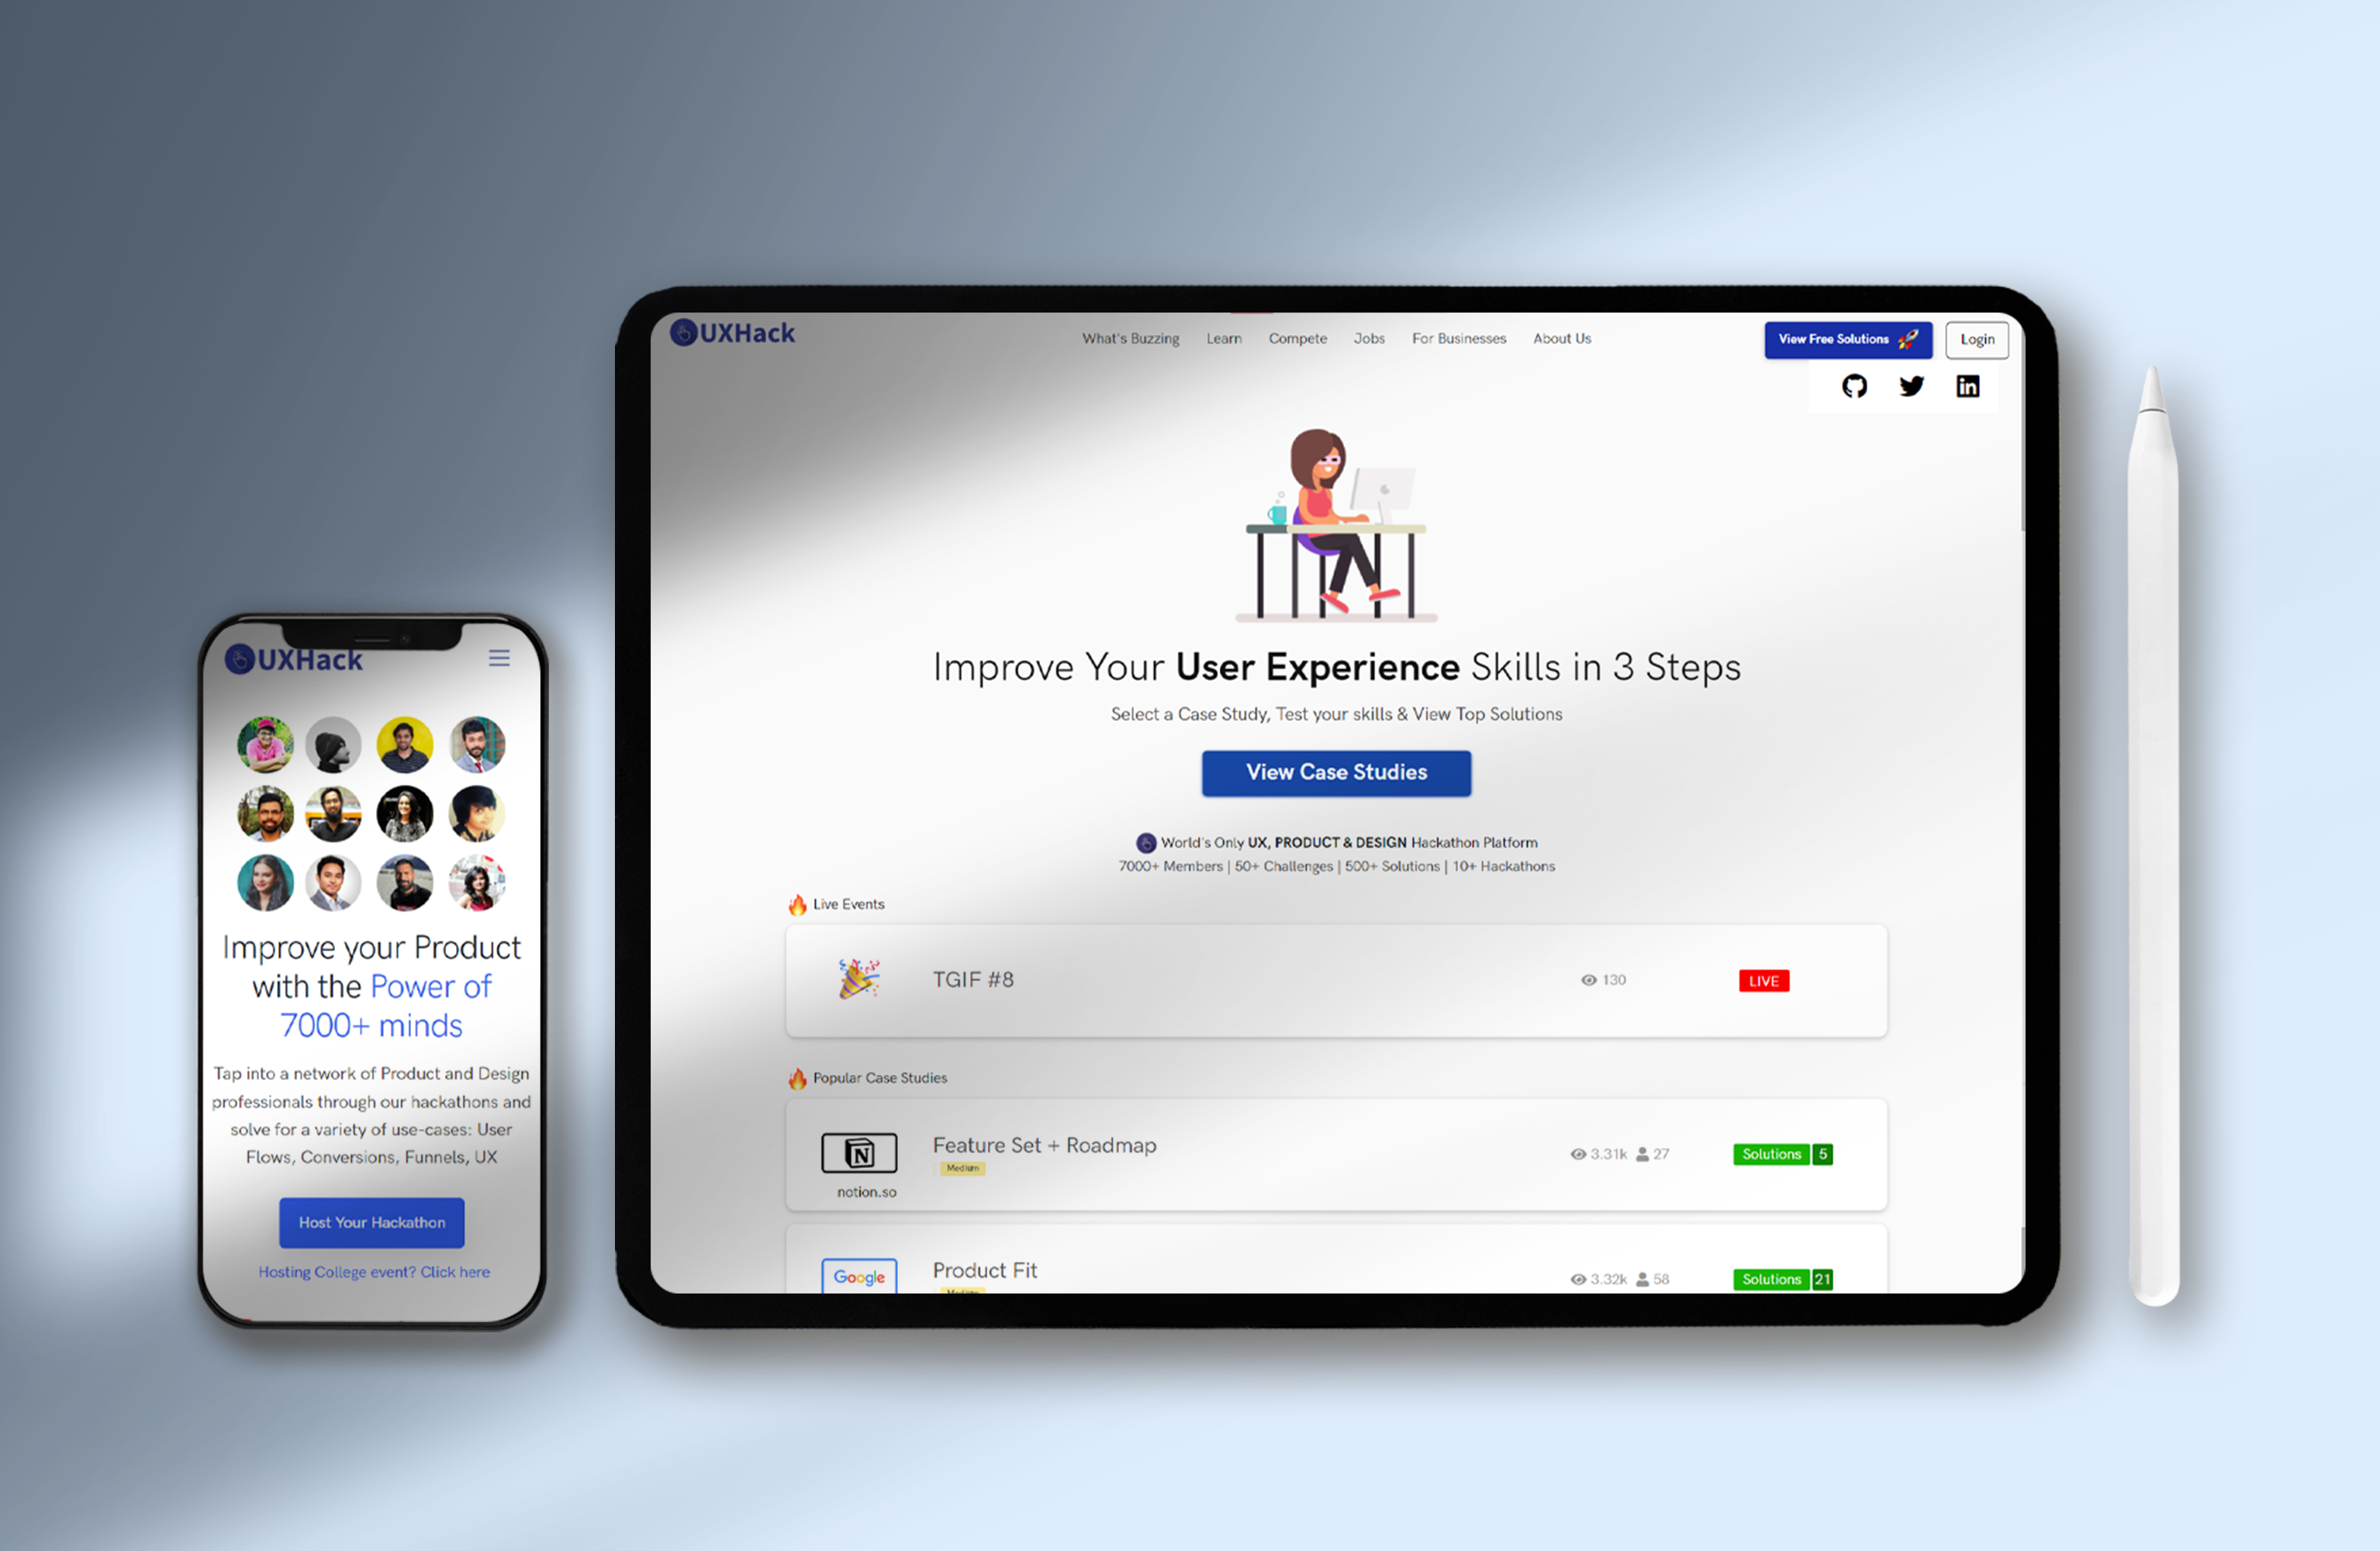 UXHack
Improve your Product
with the Power of
7000+ minds
Tap into a network of Product and Design
professionals through our hackathons and
solve for a variety of use-cases: User
Flows, Conversions, Funnels, UX
Host Your Hackathon
Hosting College event? Click here
UXHack
What's Buzzing Learn Compete Jobs For Businesses About Us
View Free Solutions Login
in
Improve Your User Experience Skills in 3 Steps
Select a Case Study, Test your skills & View Top Solutions
View Case Studies
World's Only UX, PRODUCT & DESIGN Hackathon Platform
7000+ Members | 50+ Challenges | 500+ Solutions | 10+ Hackathons
Live Events
TGIF #8 130 LIVE
Popular Case Studies
N
notion.so
Feature Set + Roadmap
Medium
3.31k 27 Solutions 5
Google
Product Fit
Medium
3.32k 58 Solutions 21